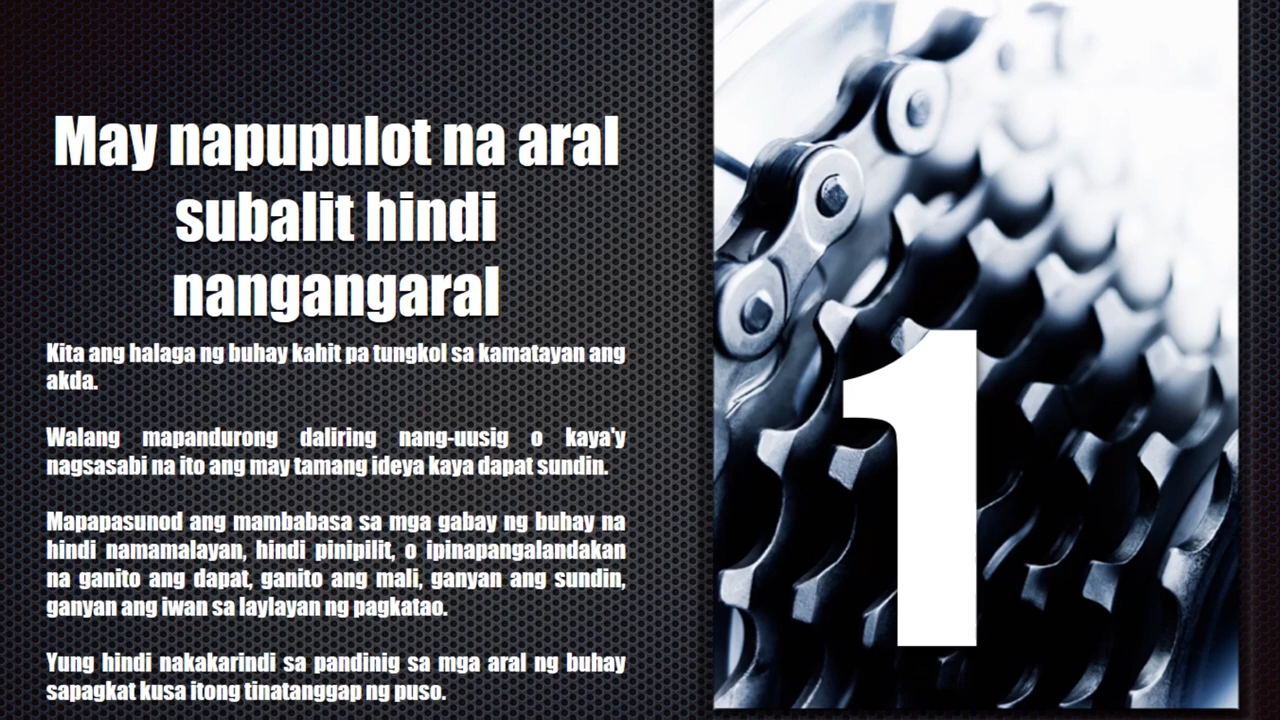 May napupulot na aral
subalit hindi
nangangaral
Kita ang halaga ng buhay kahit pa tungkol sa kamatayan ang
akda.
Walang mapandurong daliring nang-uusig o kaya'y
nagsasabi na ito ang may tamang ideya kaya dapat sundin.
Mapapasunod ang mambabasa sa mga gabay ng buhay na
hindi namamalayan, hindi pinipilit, o ipinapangalandakan
na ganito ang dapat, ganito ang mali, ganyan ang sundin,
ganyan ang iwan sa laylayan ng pagkatao.
Yung hindi nakakarindi sa pandinig sa mga aral ng buhay
sapagkat kusa itong tinatanggap ng puso.
1